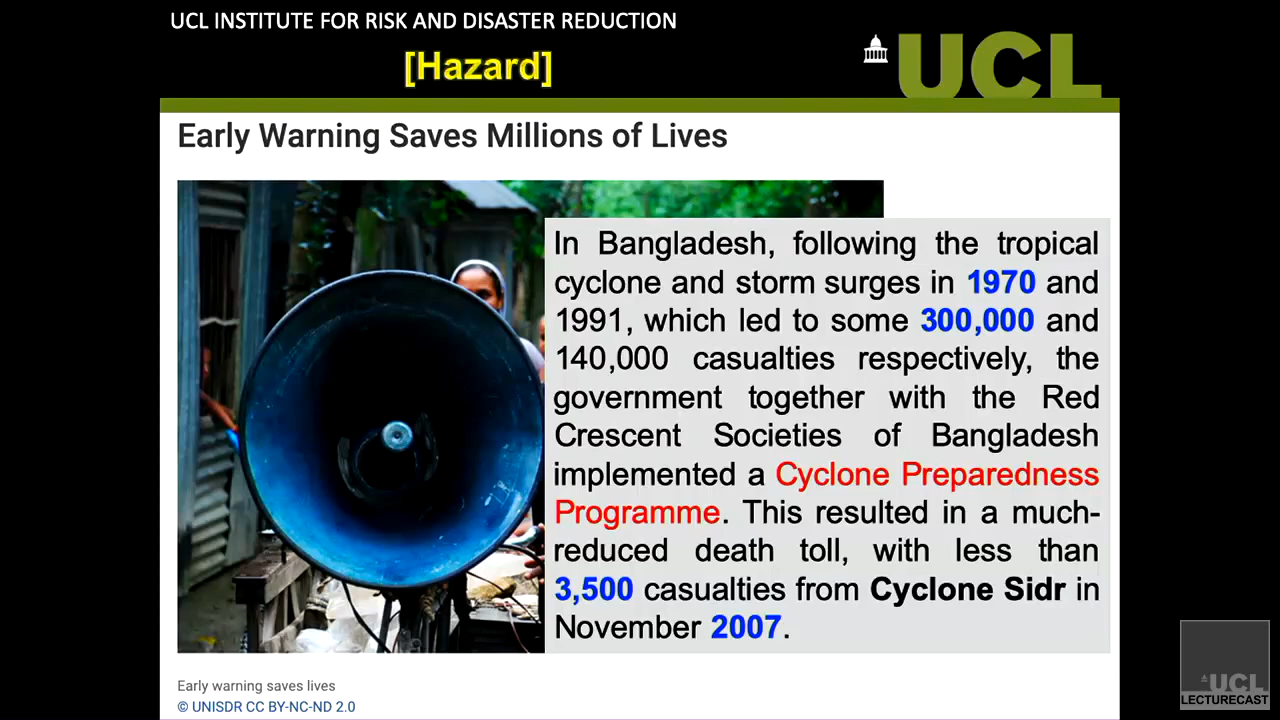 UCL INSTITUTE FOR RISK AND DISASTER REDUCTION
[Hazard]
UCL
Early Warning Saves Millions of Lives
In Bangladesh, following the tropical
cyclone and storm surges in 1970 and
1991, which led to some 300,000 and
140,000 casualties respectively, the
government together with the Red
Crescent Societies of Bangladesh
implemented a Cyclone Preparedness
Programme. This resulted in a much-
reduced death toll, with less than
3,500 casualties from Cyclone Sidr in
November 2007.
Early warning saves lives
© UNISDR CC BY-NC-ND 2.0
UCL
LECTURECAST